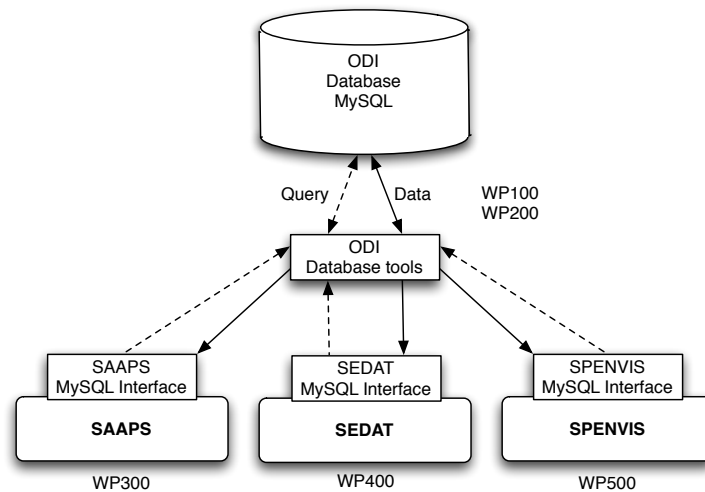 ODI
Database
MySQL
Query
Data
WP100
WP200
ODI
Database tools
SAAPS
MySQL Interface
SEDAT
MySQL Interface
SPENVIS
MySQL Interface
SAAPS
SEDAT
SPENVIS
WP300
WP400
WP500